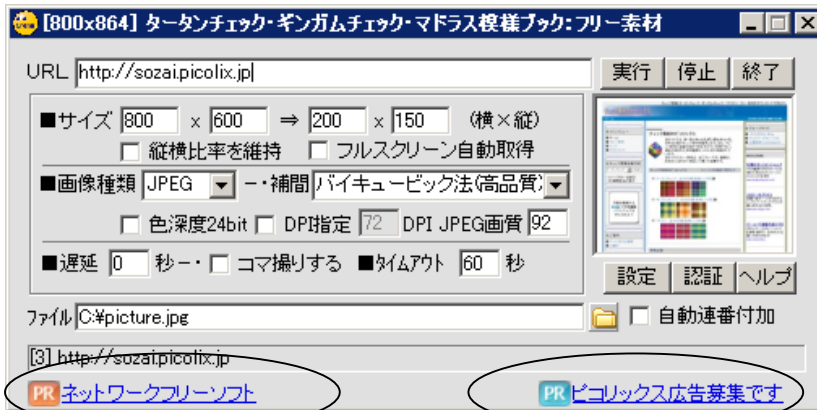 [800x864] タータンチェック・ギンガムチェック・マドラス模様ブック:フリー素材
URL http://sozai.picolix.jp 実行 停止 終了
■サイズ 800 x 600 ⇒ 200 x 150 (横×縦)
縦横比率を維持 フルスクリーン自動取得
■画像種類 JPEG −・補間 バイキュービック法(高品質)
色深度24bit DPI指定 72 DPI JPEG画質 92
■遅延 0 秒−・ コマ撮りする ■タイムアウト 60 秒
設定 認証 ヘルプ
ファイル C:¥picture.jpg 自動連番付加
[3] http://sozai.picolix.jp
PR ネットワークフリーソフト PR ピコリックス広告募集です